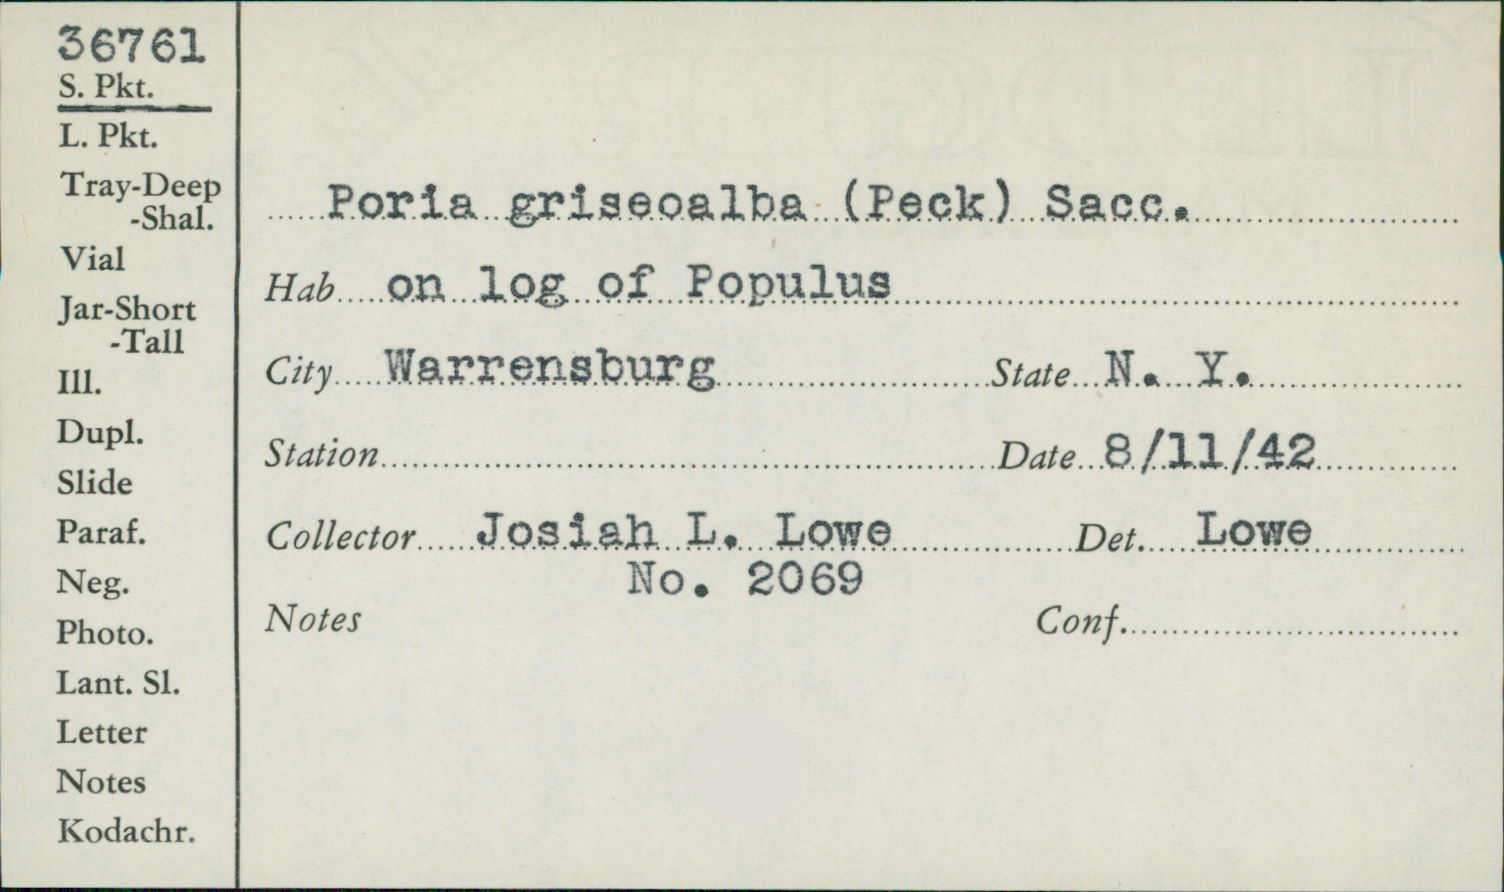 36761
S. Pkt.
L. Pkt.
Tray-Deep
-Shal.
Vial
Jar-Short
-Tall
Ill.
Dupl.
Slide
Paraf.
Neg.
Photo.
Lant. Sl.
Letter
Notes
Kodachr.
Poria griseoalba (Peck) Sacc.
Hab on log of Populus
City Warrensburg State N. Y.
Station Date 8/11/42
Collector Josiah L. Lowe Det. Lowe
No. 2069
Notes Conf.